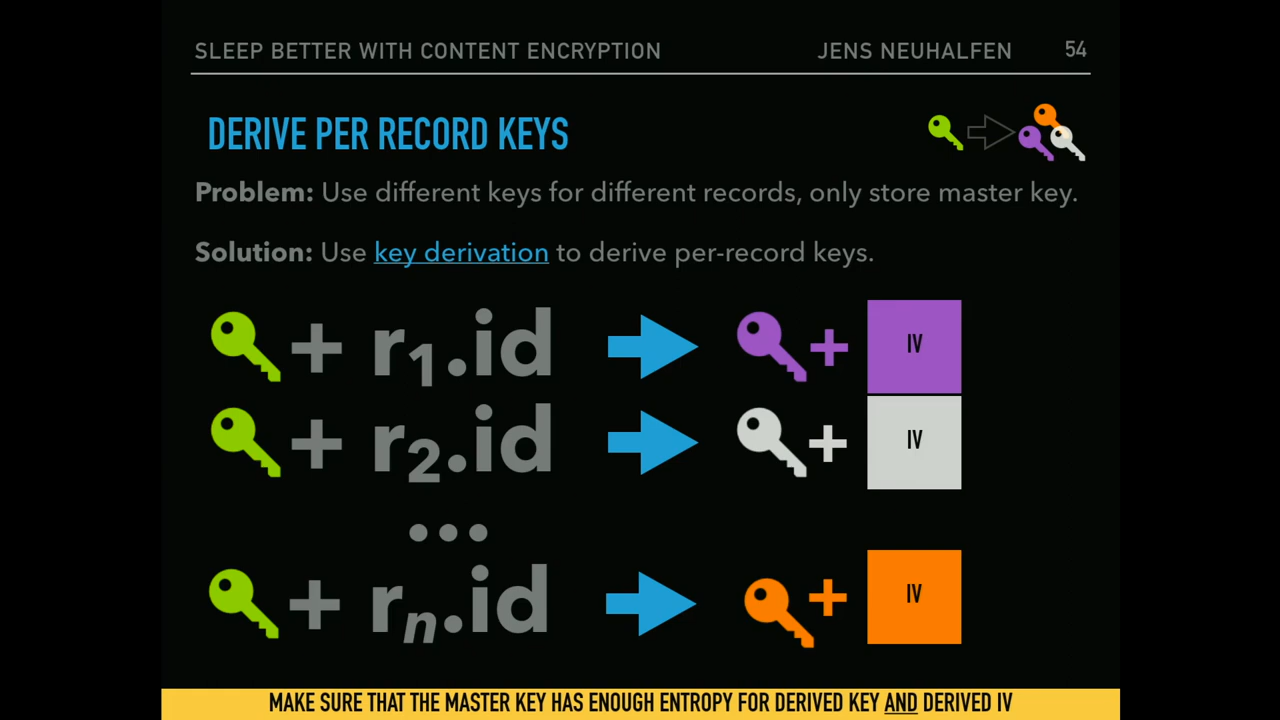 SLEEP BETTER WITH CONTENT ENCRYPTION JENS NEUHALFEN 54
DERIVE PER RECORD KEYS
Problem: Use different keys for different records, only store master key.
Solution: Use key derivation to derive per-record keys.
+ r1.id + IV
+ r2.id + IV
...
+ rn.id + IV
MAKE SURE THAT THE MASTER KEY HAS ENOUGH ENTROPY FOR DERIVED KEY AND DERIVED IV